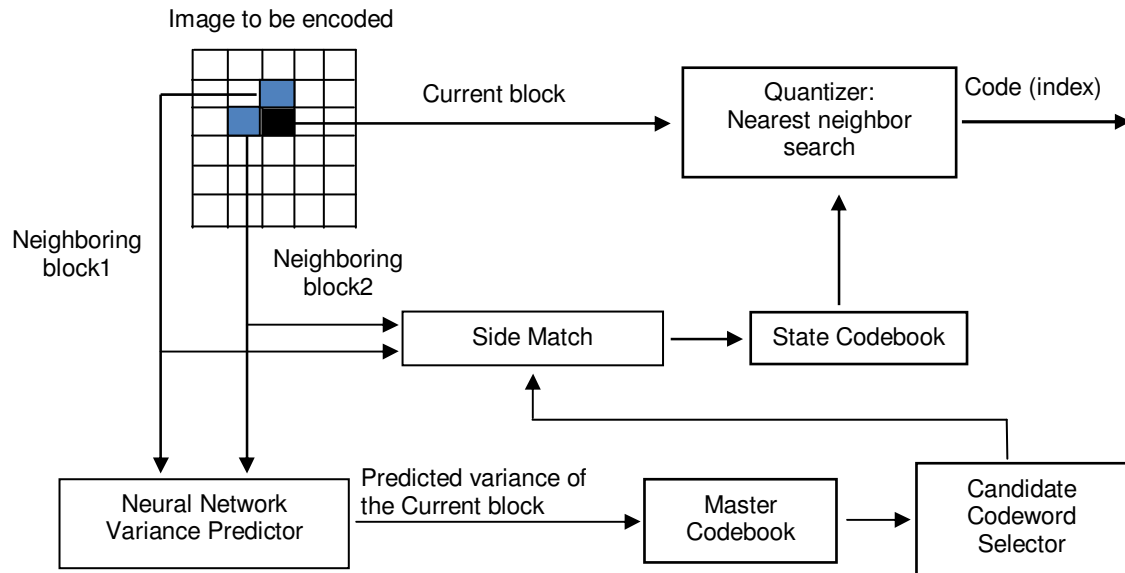 Image to be encoded
Current block
Quantizer:
Nearest neighbor
search
Code (index)
Neighboring
block1
Neighboring
block2
Side Match
State Codebook
Neural Network
Variance Predictor
Predicted variance of
the Current block
Master
Codebook
Candidate
Codeword
Selector